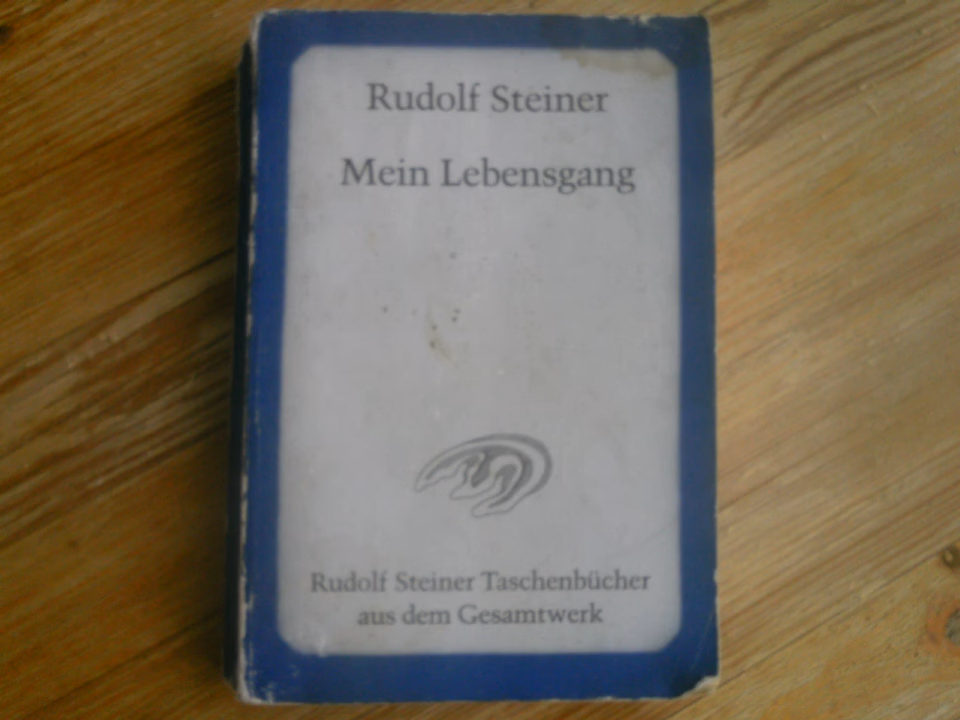 Rudolf Steiner
Mein Lebensgang
Rudolf Steiner Taschenbücher
aus dem Gesamtwerk